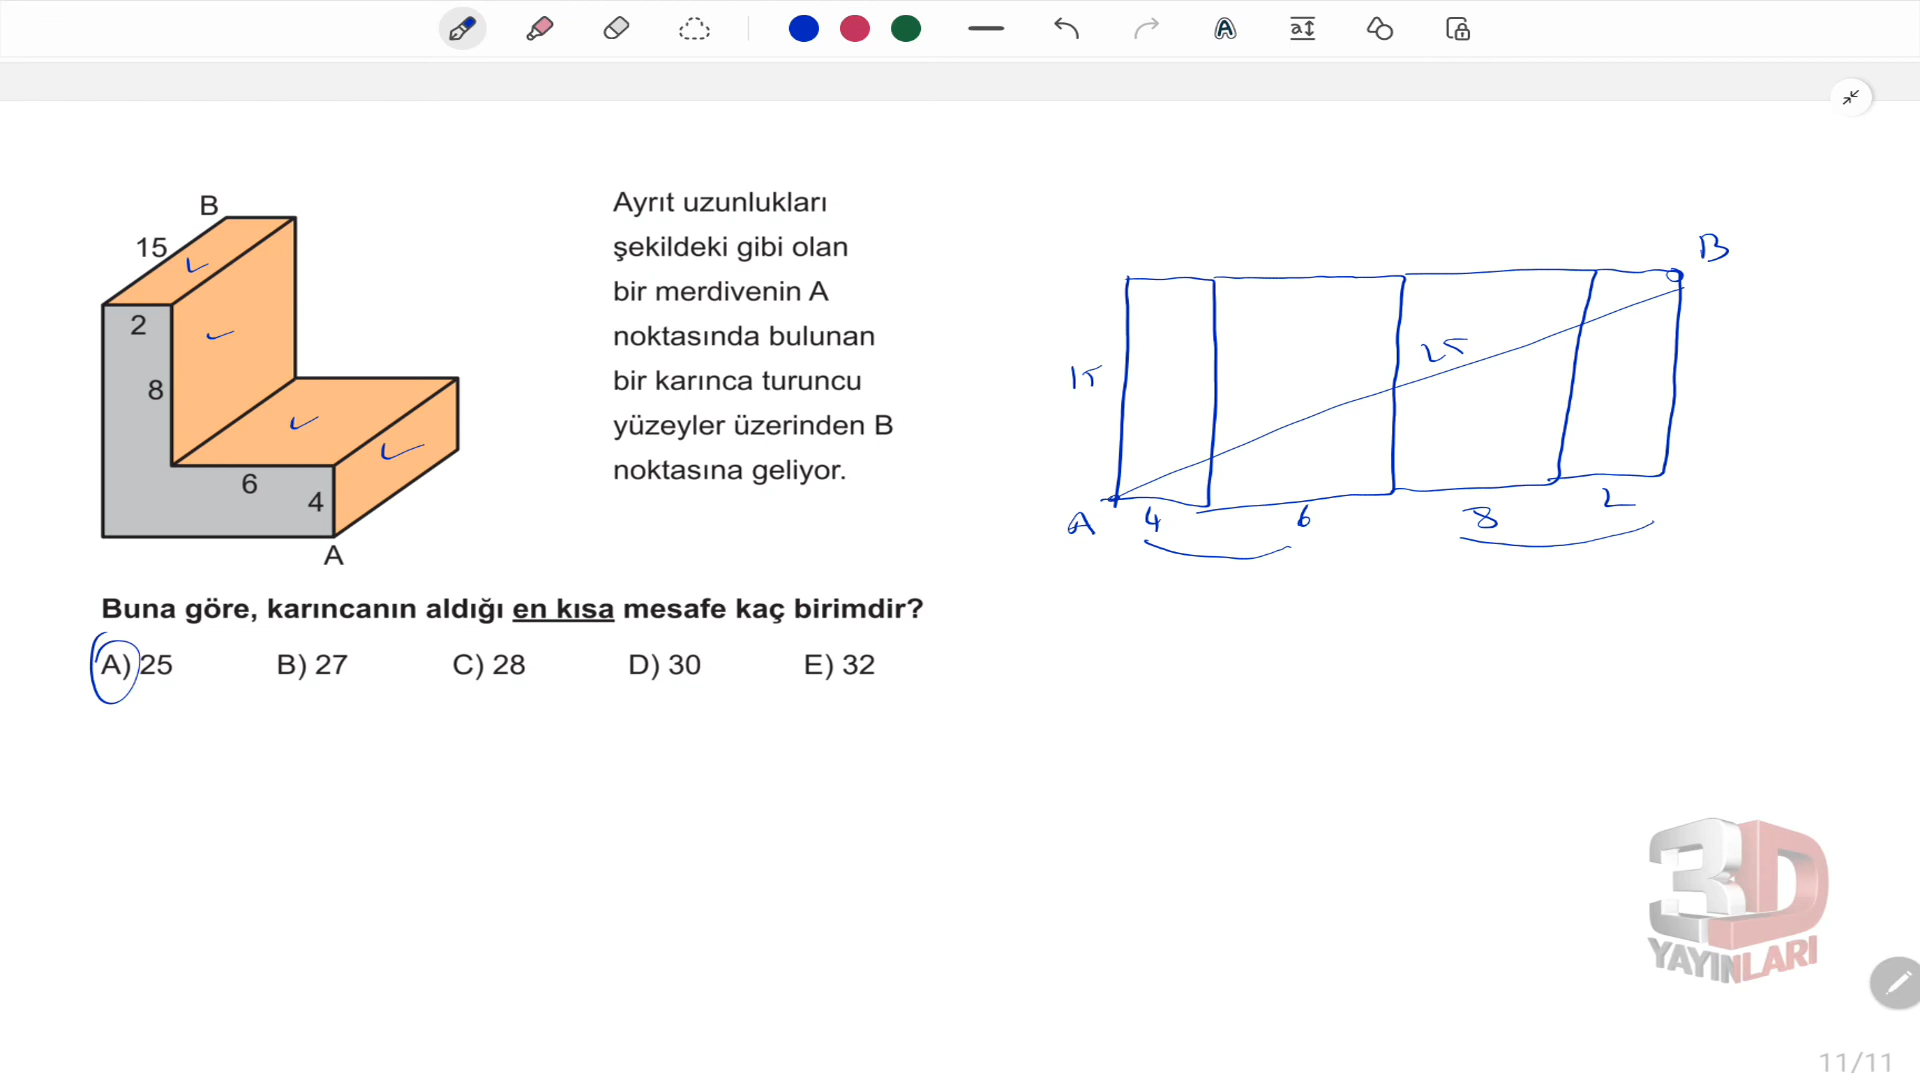 B
15
2
8
6
4
A
Ayrıt uzunlukları
şekildeki gibi olan
bir merdivenin A
noktasında bulunan
bir karınca turuncu
yüzeyler üzerinden B
noktasına geliyor.
B
15
25
A 4 6 8 2
Buna göre, karıncanın aldığı en kısa mesafe kaç birimdir?
A) 25 B) 27 C) 28 D) 30 E) 32
3D
YAYINLARI
11/11